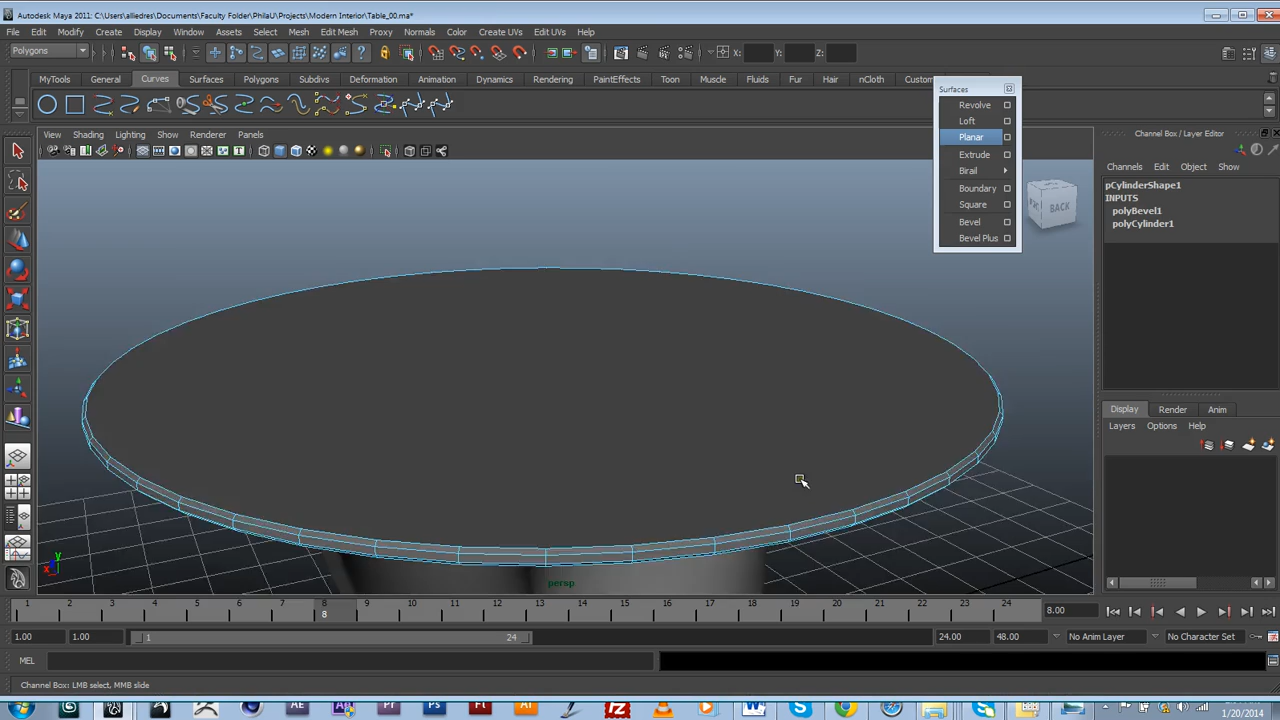 Autodesk Maya 2011: C:\Users\alliedres\Documents\Faculty Folder\PhilaU\Projects\Modern Interior\Table_00.ma*
File Edit Modify Create Display Window Assets Select Mesh Edit Mesh Proxy Normals Color Create UVs Edit UVs Help
Polygons X: Y: Z:
MyTools General Curves Surfaces Polygons Subdivs Deformation Animation Dynamics Rendering PaintEffects Toon Muscle Fluids Fur Hair nCloth Custom
Surfaces
Revolve
Loft
Planar
Extrude
Birail
Boundary
Square
Bevel
Bevel Plus
View Shading Lighting Show Renderer Panels
BACK
Channel Box / Layer Editor
Channels Edit Object Show
pCylinderShape1
INPUTS
polyBevel1
polyCylinder1
Display Render Anim
Layers Options Help
y
x
persp
1 2 3 4 5 6 7 8 9 10 11 12 13 14 15 16 17 18 19 20 21 22 23 24
8
8.00
1.00 1.00 1 24 24.00 48.00 No Anim Layer No Character Set
MEL
Channel Box: LMB select, MMB slide
AE Pr Ps Fl Ai FZ W S
1/20/2014